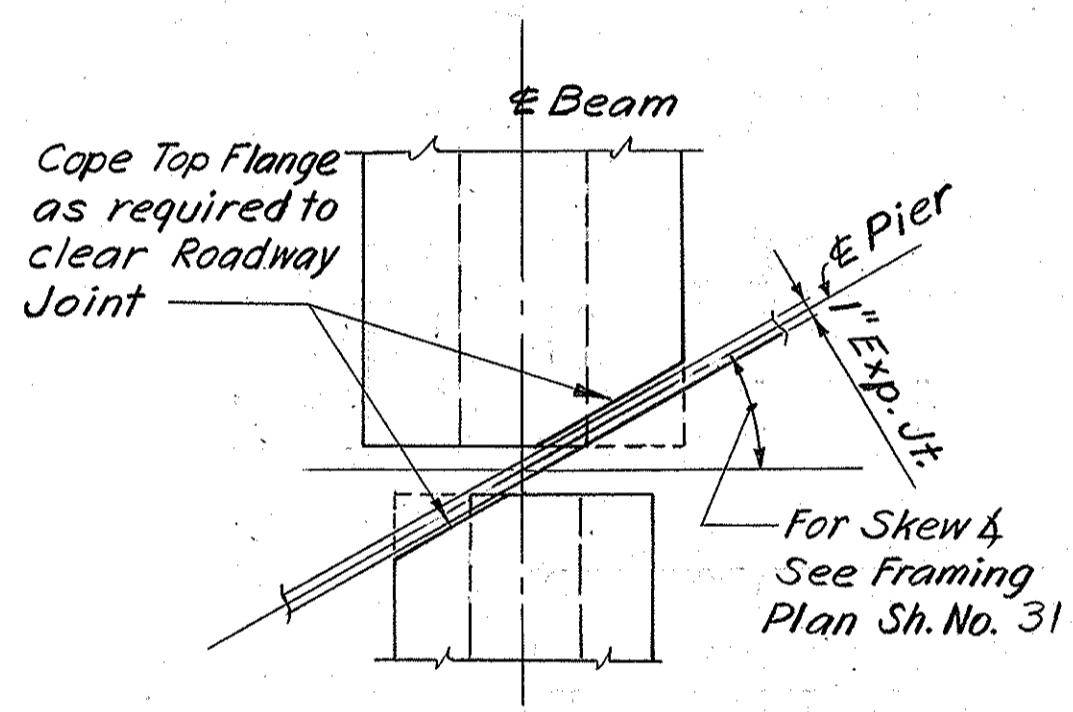 ℄ Beam
Cope Top Flange
as required to
clear Roadway
Joint
℄ Pier
1" Exp. Jt.
For Skew ∡
See Framing
Plan Sh. No. 31